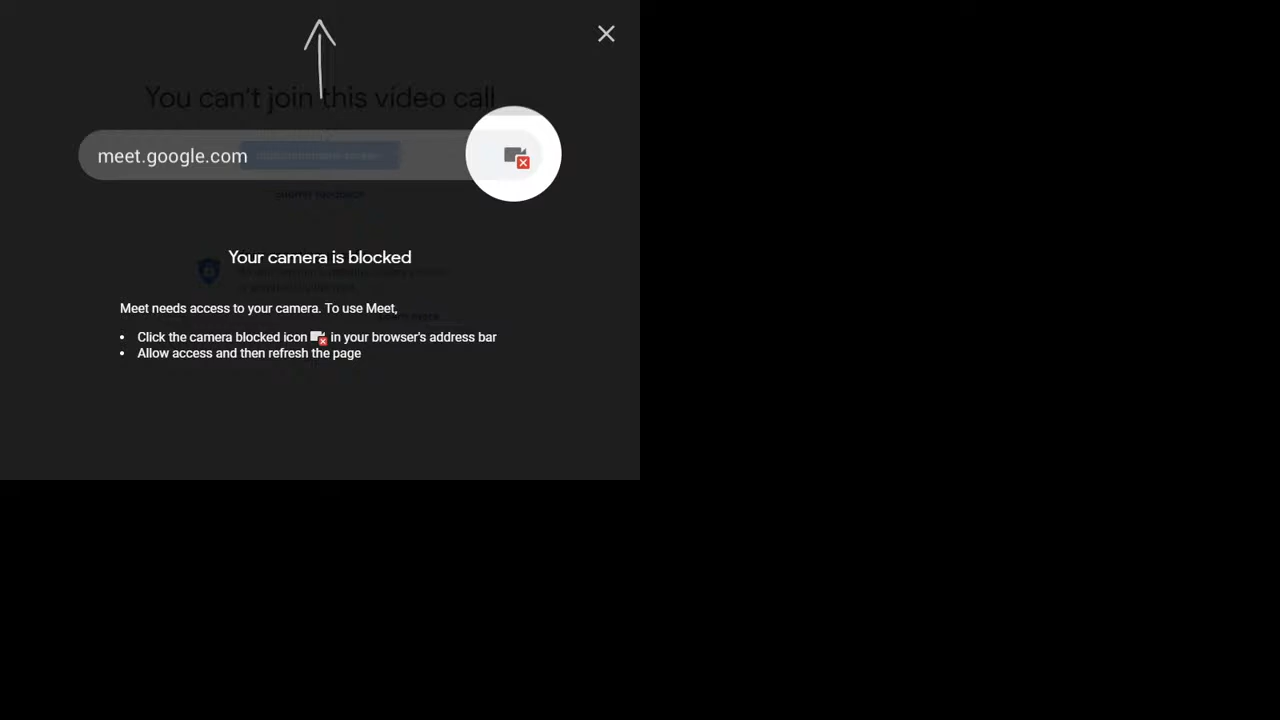 You can't join this video call
meet.google.com
Submit feedback
Your camera is blocked
Meet needs access to your camera. To use Meet,
• Click the camera blocked icon in your browser's address bar
• Allow access and then refresh the page